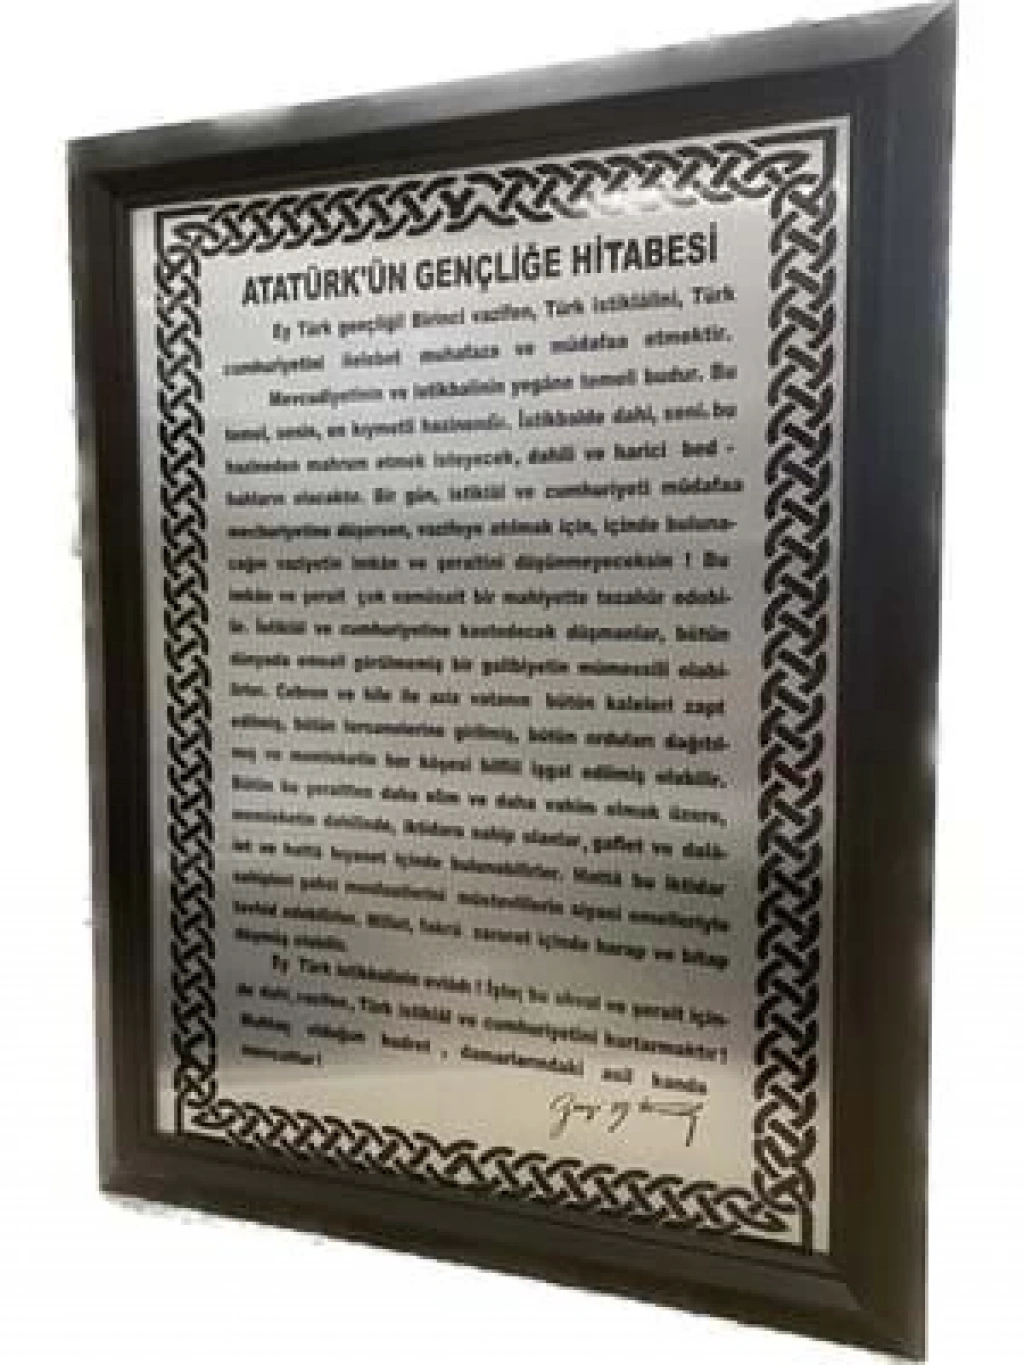 ATATÜRK'ÜN GENÇLİĞE HİTABESİ
Ey Türk gençliği! Birinci vazifen, Türk istiklâlini, Türk
cumhuriyetini ilelebet muhafaza ve müdafaa etmektir.
Mevcudiyetinin ve istikbalinin yegâne temeli budur. Bu
temel, senin, en kıymetli hazinendir. İstikbalde dahi, seni, bu
hazineden mahrum etmek isteyecek, dahili ve harici bed -
hahların olacaktır. Bir gün, istiklâl ve cumhuriyeti müdafaa
mecburiyetine düşersen, vazifeye atılmak için, içinde buluna-
cağın vaziyetin imkân ve şeraitini düşünmeyeceksin ! Bu
imkân ve şerait çok namüsait bir mahiyette tezahür edebi-
lir. İstiklâl ve cumhuriyetine kastedecek düşmanlar, bütün
dünyada emsali görülmemiş bir galibiyetin mümessili olabi-
lirler. Cebren ve hile ile aziz vatanın bütün kaleleri zapt
edilmiş, bütün tersanelerine girilmiş, bütün orduları dağıtıl-
mış ve memleketin her köşesi bilfiil işgal edilmiş olabilir.
Bütün bu şeraitten daha elim ve daha vahim olmak üzere,
memleketin dahilinde, iktidara sahip olanlar, gaflet ve dalâ-
let ve hattâ hıyanet içinde bulunabilirler. Hattâ bu iktidar
sahipleri şahsi menfaatlerini müstevlilerin siyasi emelleriyle
tevhid edebilirler. Millet, fakrü zaruret içinde harap ve bitap
düşmüş olabilir.
Ey Türk istikbalinin evlâdı ! İşte; bu ahval ve şerait için-
de dahi, vazifen, Türk istiklâl ve cumhuriyetini kurtarmaktır!
Muhtaç olduğun kudret , damarlarındaki asil kanda
mevcuttur!